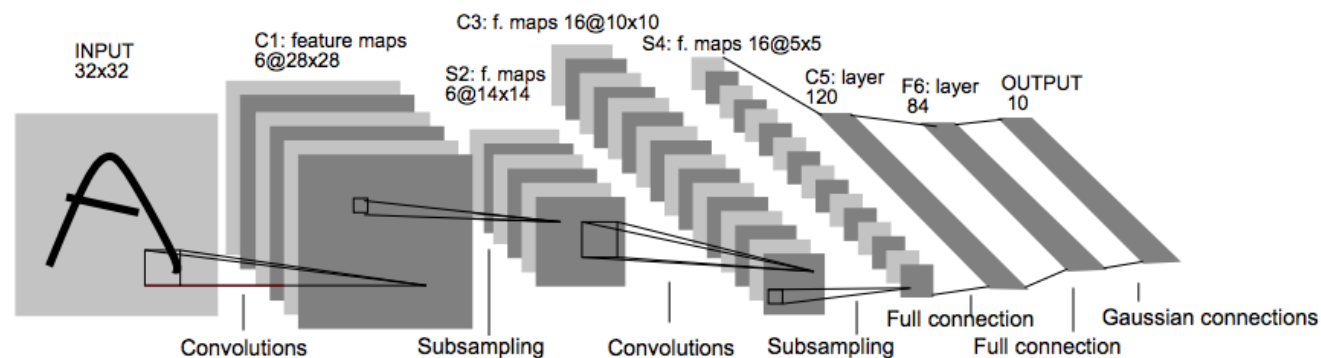 INPUT
32x32
C1: feature maps
6@28x28
S2: f. maps
6@14x14
C3: f. maps 16@10x10
S4: f. maps 16@5x5
C5: layer
120
F6: layer
84
OUTPUT
10
Convolutions
Subsampling
Convolutions
Subsampling
Full connection
Full connection
Gaussian connections
A